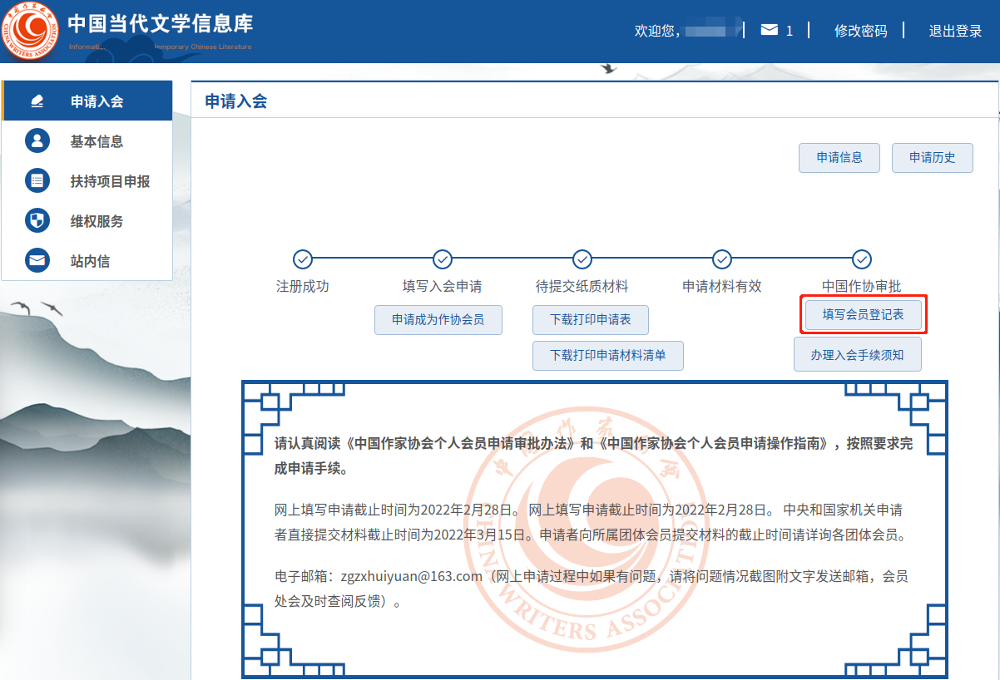 中国当代文学信息库
temporary Chinese Literature
欢迎您，
1
修改密码
退出登录
申请入会
基本信息
扶持项目申报
维权服务
站内信
申请入会
申请信息
申请历史
注册成功
填写入会申请
待提交纸质材料
申请材料有效
中国作协审批
申请成为作协会员
下载打印申请表
填写会员登记表
下载打印申请材料清单
办理入会手续须知
请认真阅读《中国作家协会个人会员申请审批办法》和《中国作家协会个人会员申请操作指南》，按照要求完
成申请手续。
网上填写申请截止时间为2022年2月28日。 网上填写申请截止时间为2022年2月28日。 中央和国家机关申请
者直接提交材料截止时间为2022年3月15日。申请者向所属团体会员提交材料的截止时间请详询各团体会员。
电子邮箱：zgzxhuiyuan@163.com（网上申请过程中如果有问题，请将问题情况截图附文字发送邮箱，会员
处会及时查阅反馈）。
中国作家协会
CHINA WRITERS ASSOCIATION